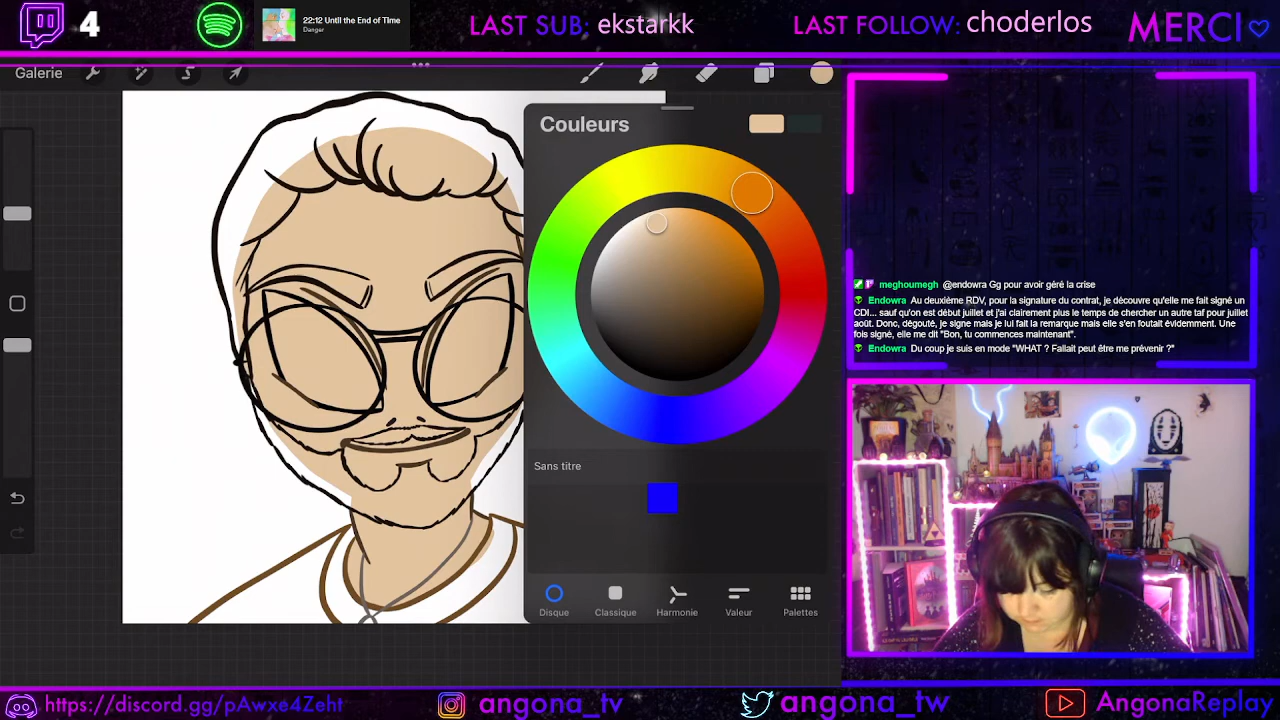 4
22:12 Until the End of Time
Danger
LAST SUB: ekstarkk
LAST FOLLOW: choderlos
MERCI
Galerie
Couleurs
Sans titre
Disque
Classique
Harmonie
Valeur
Palettes
meghoumegh @endowra Gg pour avoir géré la crise
Endowra Au deuxième RDV, pour la signature du contrat, je découvre qu'elle me fait signé un
CDI... sauf qu'on est début juillet et j'ai clairement plus le temps de chercher un autre taf pour juillet
août. Donc, dégouté, je signe mais je lui fait la remarque mais elle s'en foutait évidemment. Une
fois signé, elle me dit "Bon, tu commences maintenant".
Endowra Du coup je suis en mode "WHAT ? Fallait peut être me prévenir ?"
https://discord.gg/pAwxe4Zeht
angona_tv
angona_tw
AngonaReplay